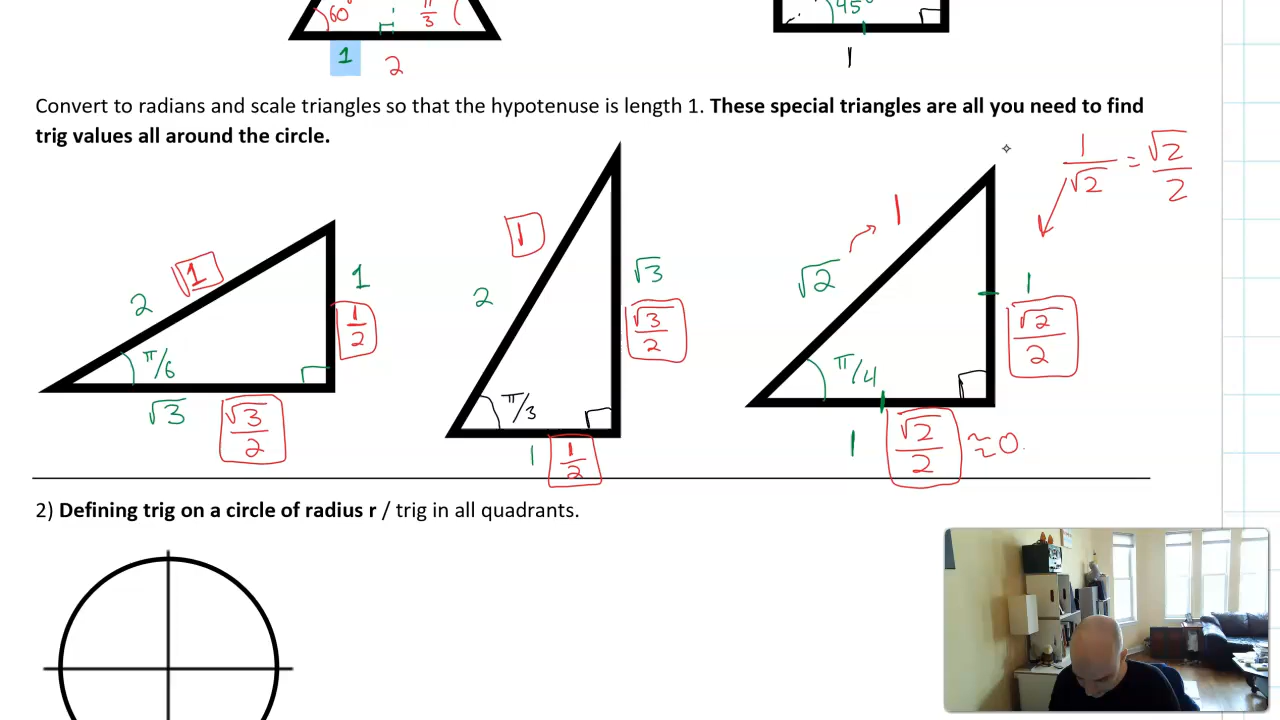 60° π/3
45°
1
2
1
Convert to radians and scale triangles so that the hypotenuse is length 1. These special triangles are all you need to find
trig values all around the circle.
1/√2 = √2/2
2 1
1
1/2
π/6
√3 √3/2
1
2
√3
√3/2
π/3
1 1/2
√2 → 1
1
√2/2
π/4
1 √2/2 ≈ 0.
2) Defining trig on a circle of radius r / trig in all quadrants.